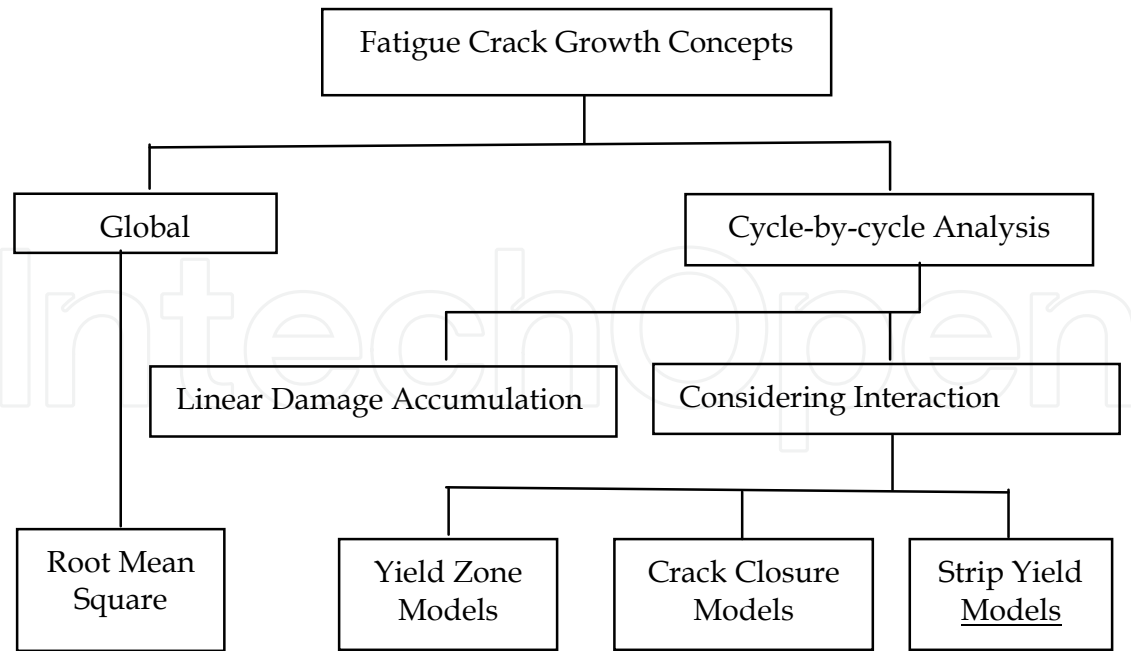 Fatigue Crack Growth Concepts
Global
Cycle-by-cycle Analysis
IntechOpen
Linear Damage Accumulation
Considering Interaction
Root Mean
Square
Yield Zone
Models
Crack Closure
Models
Strip Yield
Models